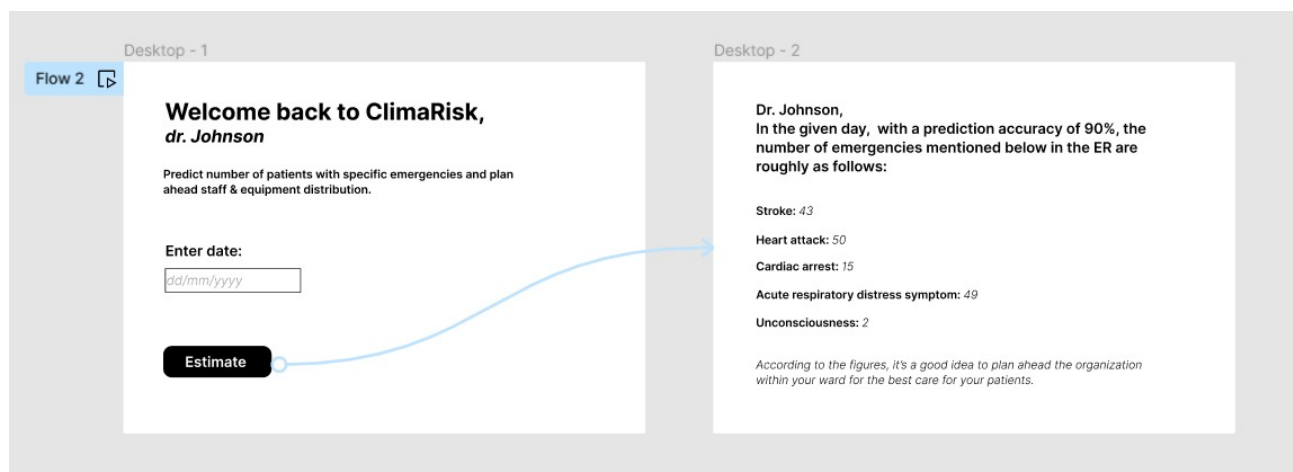 Desktop - 1
Flow 2
Welcome back to ClimaRisk,
dr. Johnson
Predict number of patients with specific emergencies and plan
ahead staff & equipment distribution.
Enter date:
dd/mm/yyyy
Estimate
Desktop - 2
Dr. Johnson,
In the given day,  with a prediction accuracy of 90%, the
number of emergencies mentioned below in the ER are
roughly as follows:
Stroke: 43
Heart attack: 50
Cardiac arrest: 15
Acute respiratory distress symptom: 49
Unconsciousness: 2
According to the figures, it's a good idea to plan ahead the organization
within your ward for the best care for your patients.